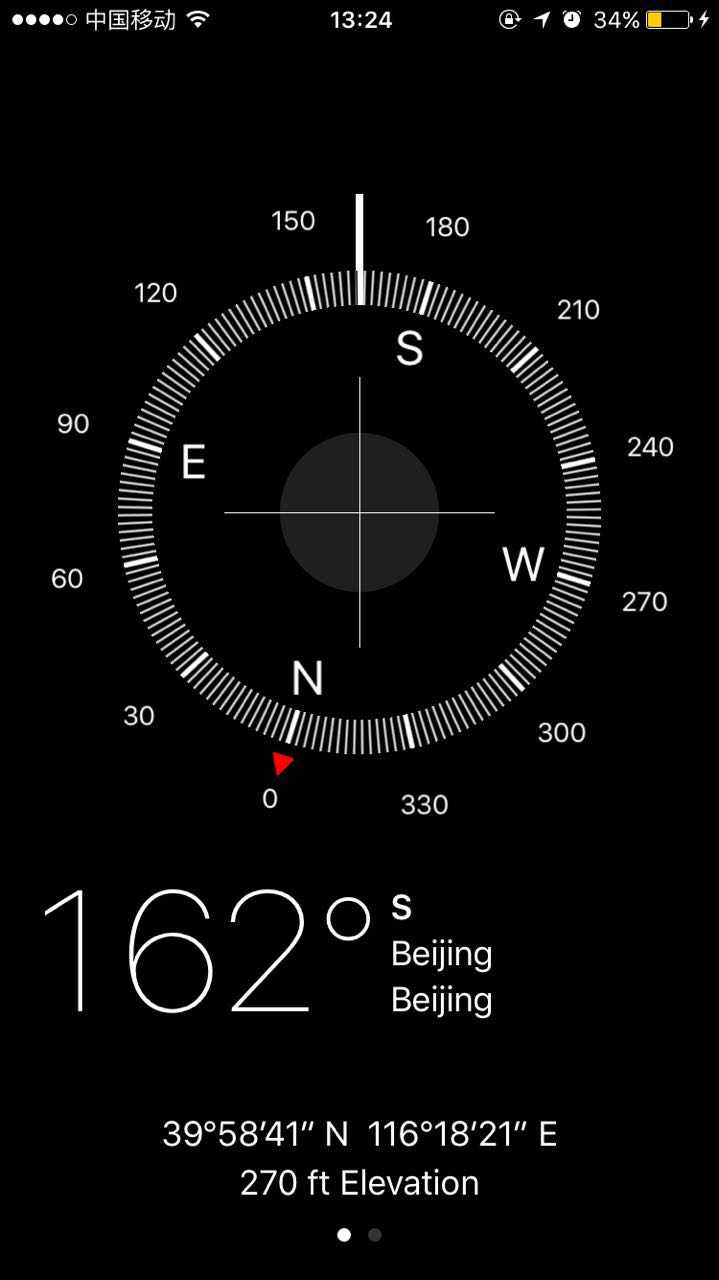 中国移动 13:24 34%
150 180
120 210
S
90 E 240
60 W 270
N
30 300
0 330
162° S
Beijing
Beijing
39°58′41″ N 116°18′21″ E
270 ft Elevation